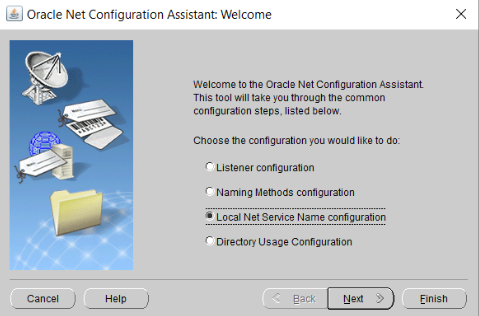 Oracle Net Configuration Assistant: Welcome
Welcome to the Oracle Net Configuration Assistant.
This tool will take you through the common
configuration steps, listed below.
Choose the configuration you would like to do:
Listener configuration
Naming Methods configuration
Local Net Service Name configuration
Directory Usage Configuration
Cancel
Help
Back
Next
Finish